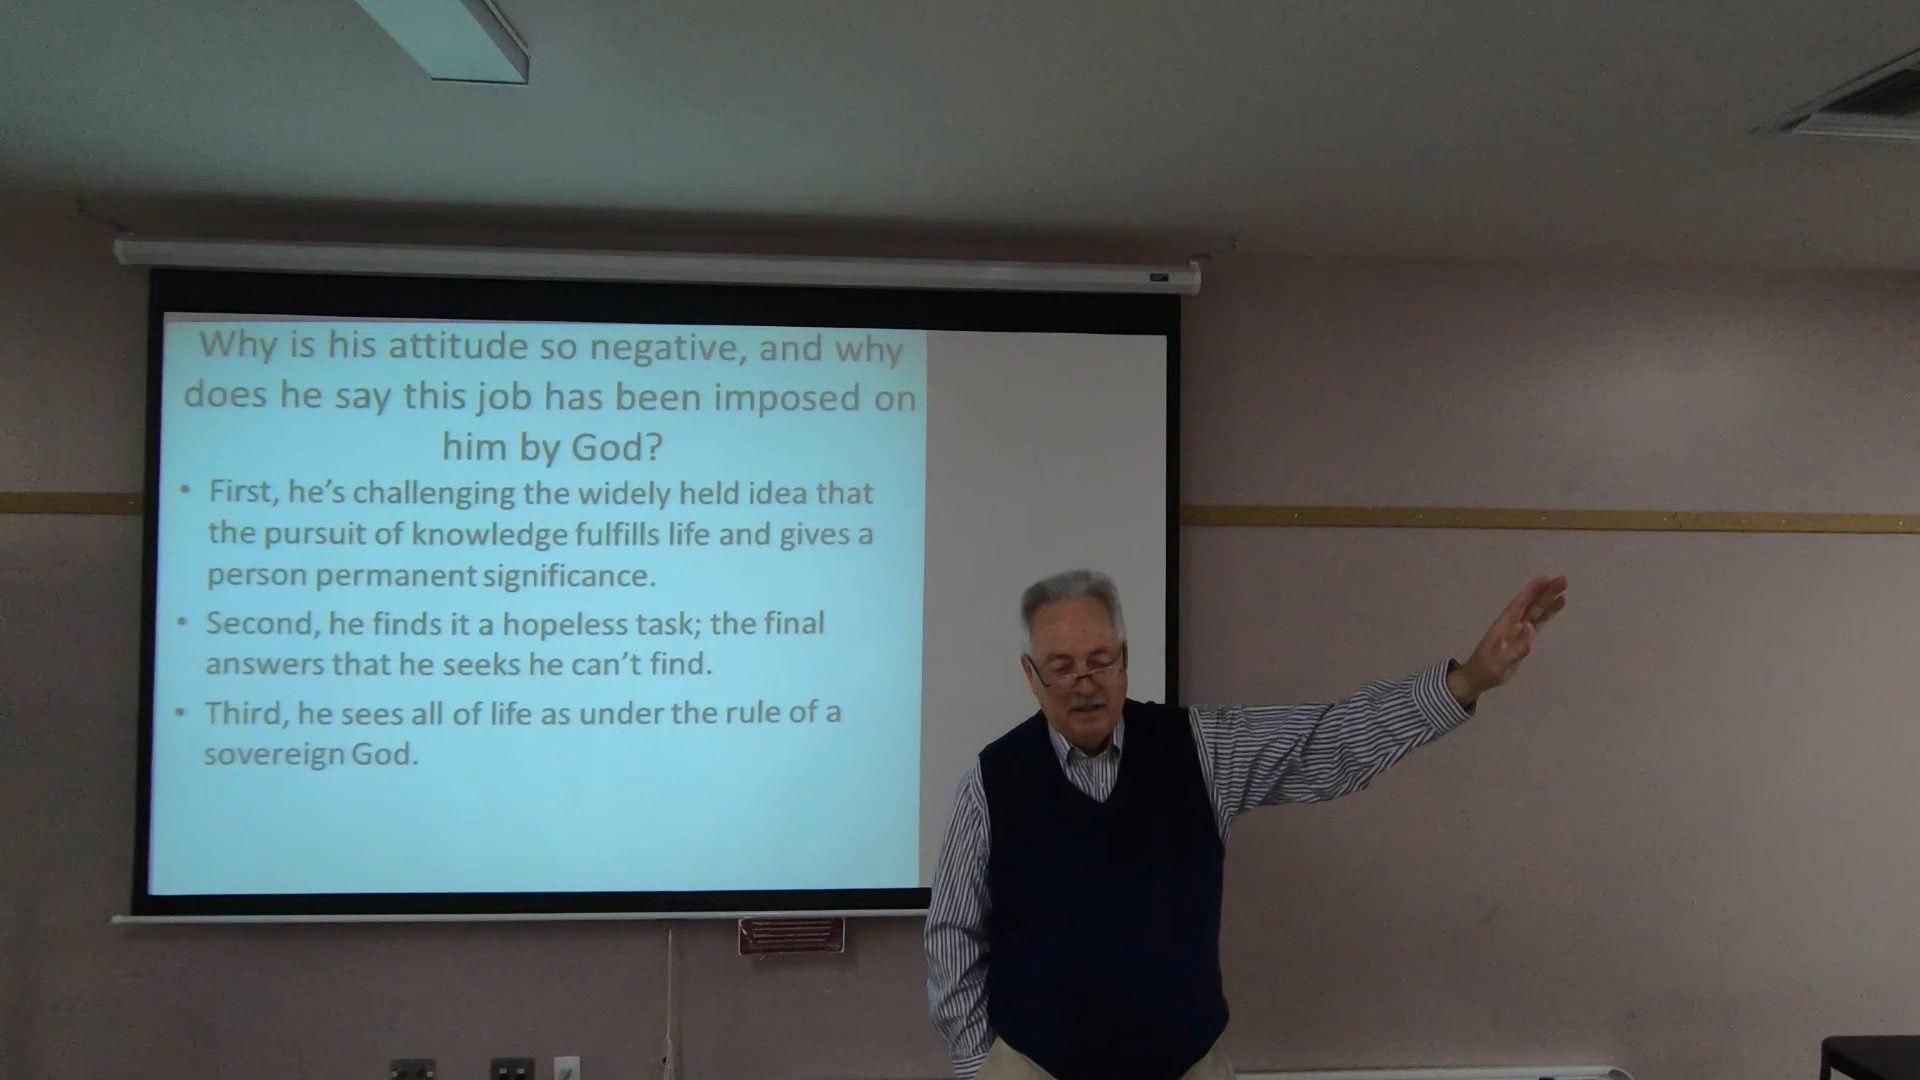 Why is his attitude so negative, and why
does he say this job has been imposed on
him by God?
• First, he’s challenging the widely held idea that
the pursuit of knowledge fulfills life and gives a
person permanent significance.
• Second, he finds it a hopeless task; the final
answers that he seeks he can’t find.
• Third, he sees all of life as under the rule of a
sovereign God.